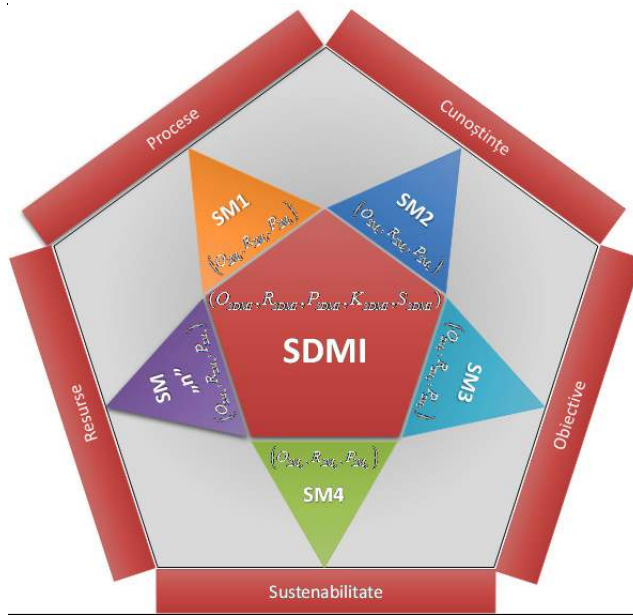 Procese
Cunoștințe
SM1
SM2
(O_SDMI, R_SDMI, P_SDMI, K_SDMI, S_SDMI)
SDMI
SM
„n”
SM3
Resurse
Obiective
SM4
Sustenabilitate